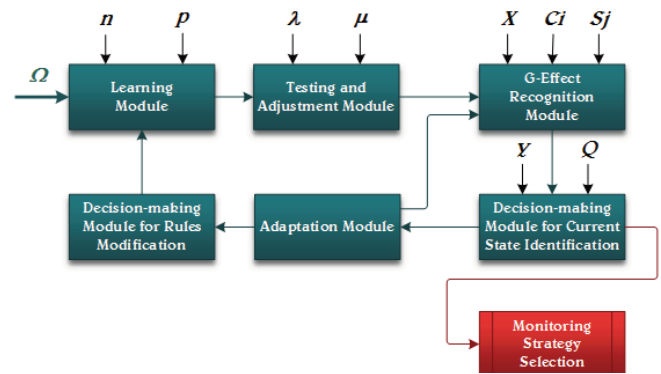 n p λ μ X Ci Sj
Ω
Learning
Module
Testing and
Adjustment Module
G-Effect
Recognition
Module
Y Q
Decision-making
Module for Rules
Modification
Adaptation Module
Decision-making
Module for Current
State Identification
Monitoring
Strategy
Selection